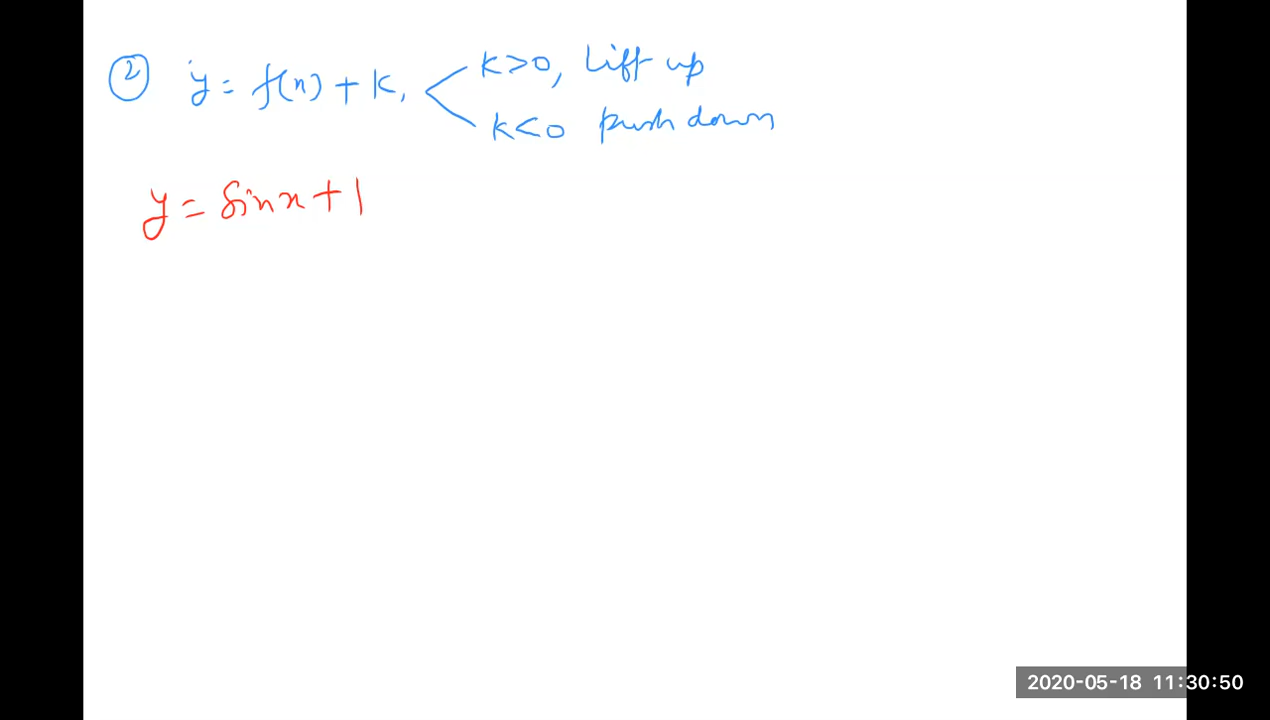 ② y = f(x) + k, k>0, Lift up
k<0 push down
y = sinx + 1
2020-05-18 11:30:50